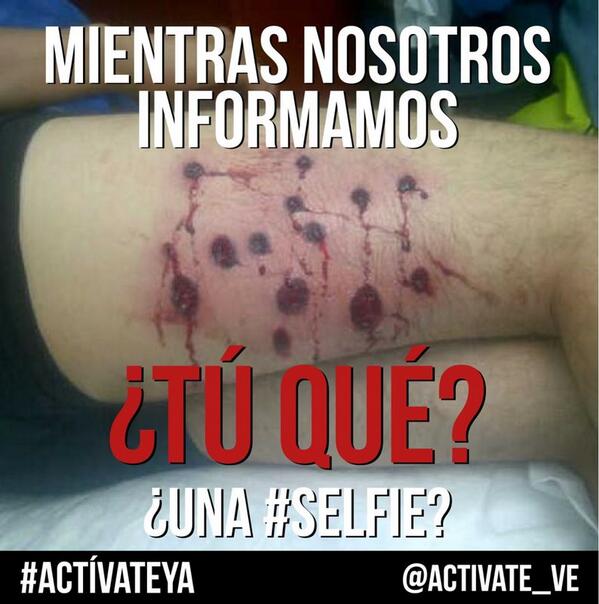 MIENTRAS NOSOTROS
INFORMAMOS
¿TÚ QUÉ?
¿UNA #SELFIE?
#ACTÍVATEYA
@ACTIVATE_VE